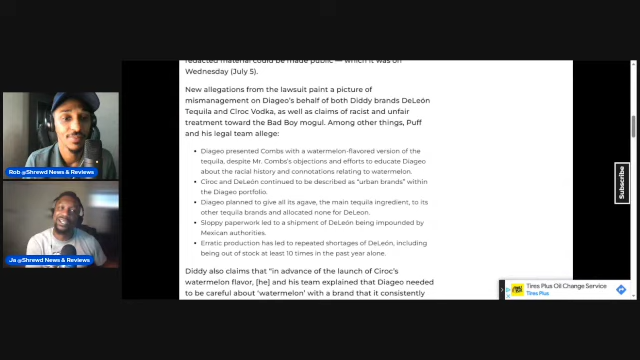 redacted material could be made public — which it was on
Wednesday (July 5).
New allegations from the lawsuit paint a picture of
mismanagement on Diageo's behalf of both Diddy brands DeLeón
Tequila and Ciroc Vodka, as well as claims of racist and unfair
treatment toward the Bad Boy mogul. Among other things, Puff
and his legal team allege:
• Diageo presented Combs with a watermelon-flavored version of the
tequila, despite Mr. Combs's objections and efforts to educate Diageo
about the racial history and connotations relating to watermelon.
• Ciroc and DeLeón continued to be described as "urban brands" within
the Diageo portfolio.
• Diageo planned to give all its agave, the main tequila ingredient, to
its other tequila brands and allocated none for DeLeon.
• Sloppy paperwork led to a shipment of DeLeón being impounded by
Mexican authorities.
• Erratic production has led to repeated shortages of DeLeón, including
being out of stock at least 10 times in the past year alone.
Diddy also claims that "in advance of the launch of Ciroc's
watermelon flavor, [he] and his team explained that Diageo needed
to be careful about 'watermelon' with a brand that it consistently
Rob @Shrewd News & Reviews
Ja @Shrewd News & Reviews
Subscribe
Tires Plus Oil Change Service
Tires Plus